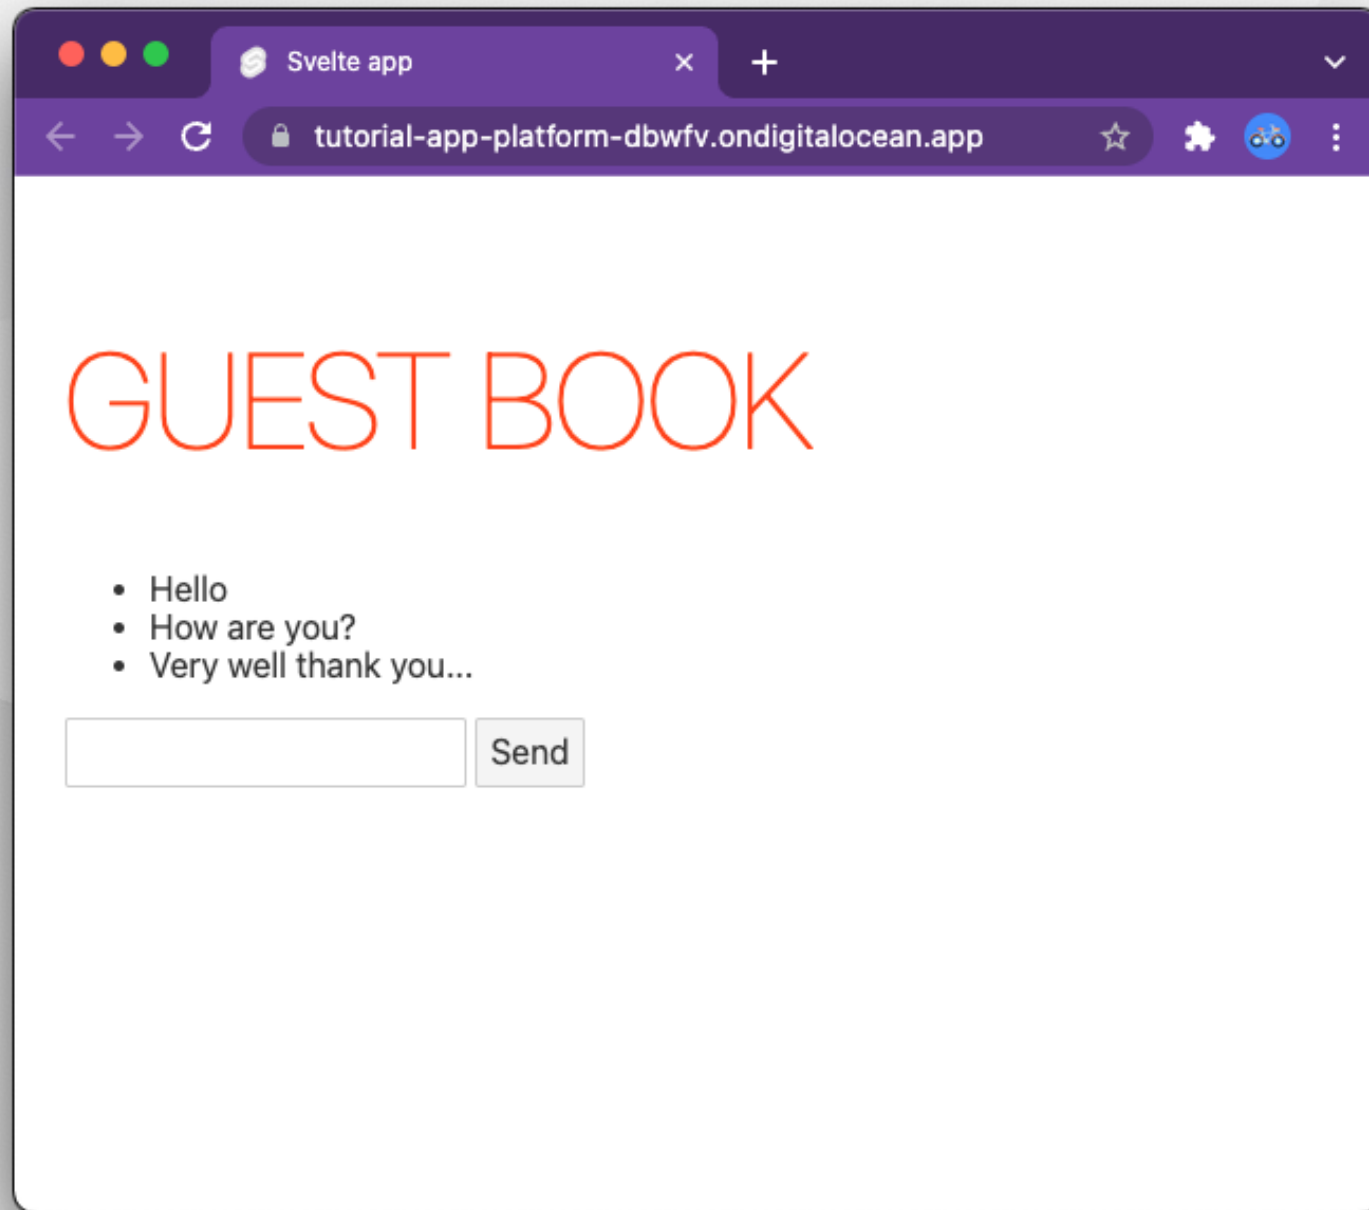 Svelte app
tutorial-app-platform-dbwfv.ondigitalocean.app
GUEST BOOK
Hello
How are you?
Very well thank you...
Send